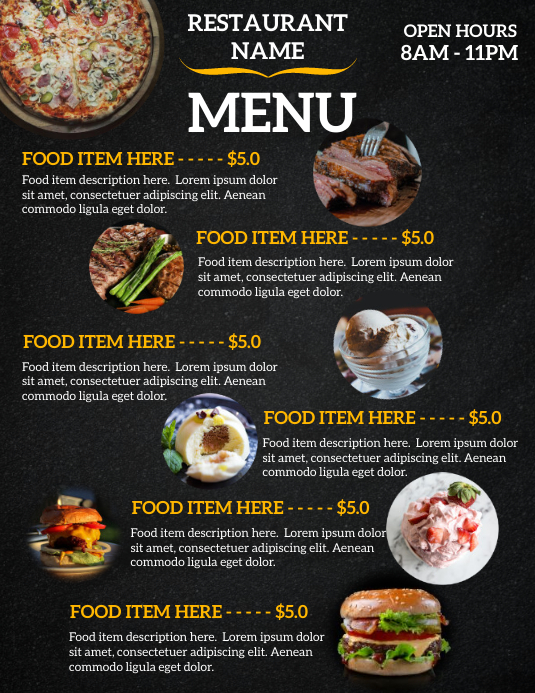 RESTAURANT
NAME
OPEN HOURS
8AM - 11PM
MENU
FOOD ITEM HERE - - - - - $5.0
Food item description here. Lorem ipsum dolor
sit amet, consectetuer adipiscing elit. Aenean
commodo ligula eget dolor.
FOOD ITEM HERE - - - - - $5.0
Food item description here. Lorem ipsum dolor
sit amet, consectetuer adipiscing elit. Aenean
commodo ligula eget dolor.
FOOD ITEM HERE - - - - - $5.0
Food item description here. Lorem ipsum dolor
sit amet, consectetuer adipiscing elit. Aenean
commodo ligula eget dolor.
FOOD ITEM HERE - - - - - $5.0
Food item description here. Lorem ipsum dolor
sit amet, consectetuer adipiscing elit. Aenean
commodo ligula eget dolor.
FOOD ITEM HERE - - - - - $5.0
Food item description here. Lorem ipsum dolor
sit amet, consectetuer adipiscing elit. Aenean
commodo ligula eget dolor.
FOOD ITEM HERE - - - - - $5.0
Food item description here. Lorem ipsum dolor
sit amet, consectetuer adipiscing elit. Aenean
commodo ligula eget dolor.